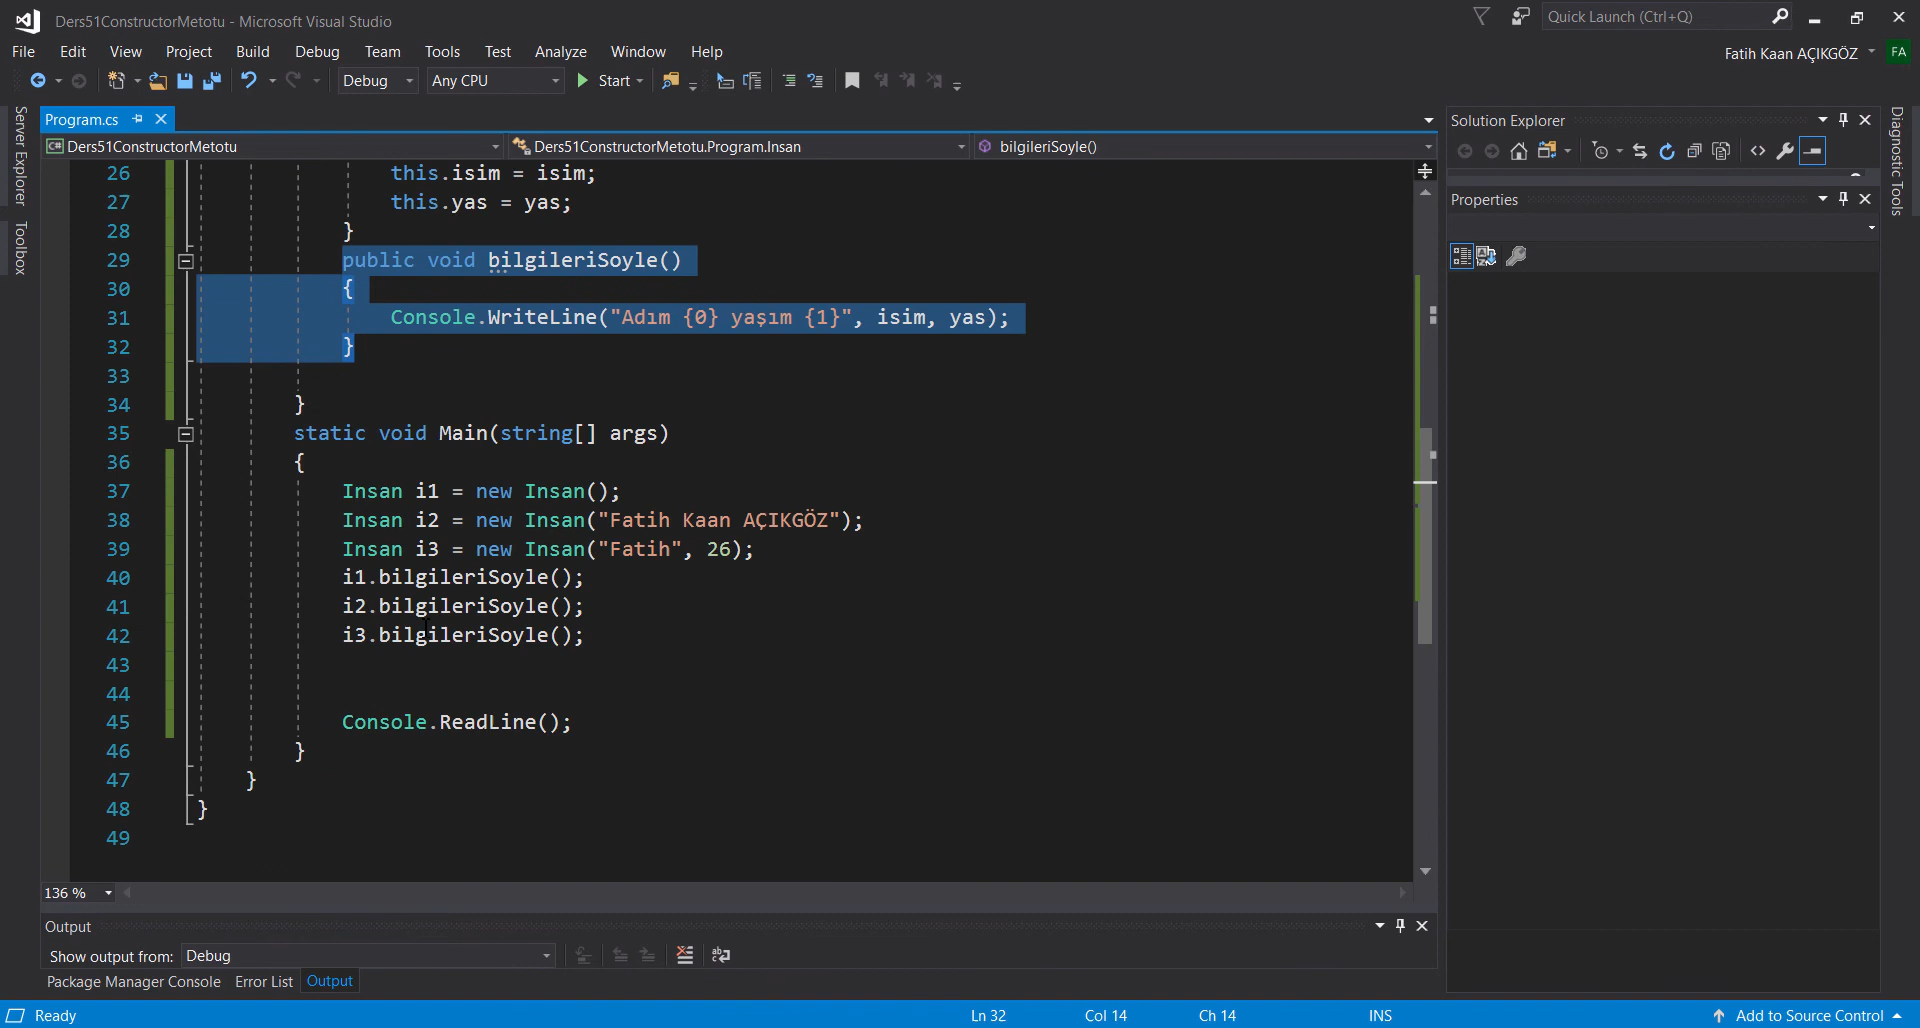 Ders51ConstructorMetotu - Microsoft Visual Studio
Quick Launch (Ctrl+Q)
File Edit View Project Build Debug Team Tools Test Analyze Window Help
Fatih Kaan AÇIKGÖZ FA
Debug Any CPU Start
Server Explorer
Toolbox
Program.cs
Ders51ConstructorMetotu Ders51ConstructorMetotu.Program.Insan bilgileriSoyle()
26 this.isim = isim;
27 this.yas = yas;
28 }
29 public void bilgileriSoyle()
30 {
31 Console.WriteLine("Adım {0} yaşım {1}", isim, yas);
32 }
33
34 }
35 static void Main(string[] args)
36 {
37 Insan i1 = new Insan();
38 Insan i2 = new Insan("Fatih Kaan AÇIKGÖZ");
39 Insan i3 = new Insan("Fatih", 26);
40 i1.bilgileriSoyle();
41 i2.bilgileriSoyle();
42 i3.bilgileriSoyle();
43
44
45 Console.ReadLine();
46 }
47 }
48 }
49
136 %
Solution Explorer
Properties
Diagnostic Tools
Output
Show output from: Debug
Package Manager Console Error List Output
Ready Ln 32 Col 14 Ch 14 INS Add to Source Control